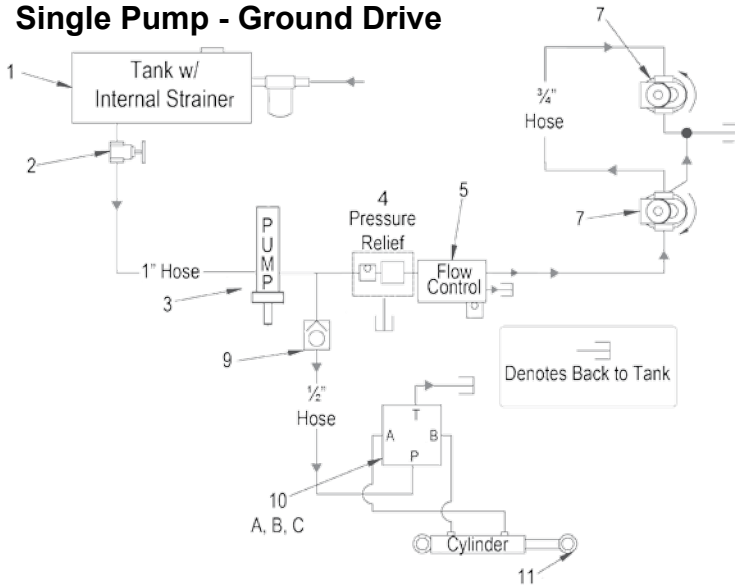 Single Pump - Ground Drive
1
Tank w/
Internal Strainer
2
3
PUMP
1" Hose
4
Pressure
Relief
5
Flow
Control
7
3/4"
Hose
7
9
1/2"
Hose
Denotes Back to Tank
T
A
B
P
10
A, B, C
Cylinder
11